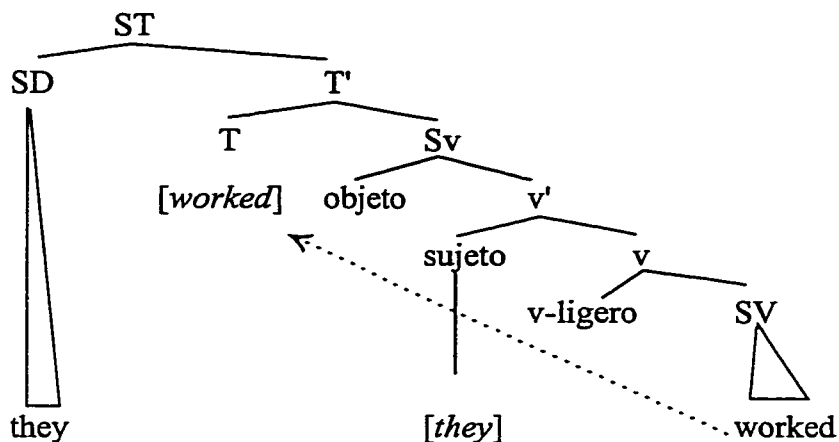 ST
SD T'
T Sv
[worked] objeto v'
sujeto v
v-ligero SV
they [they] worked